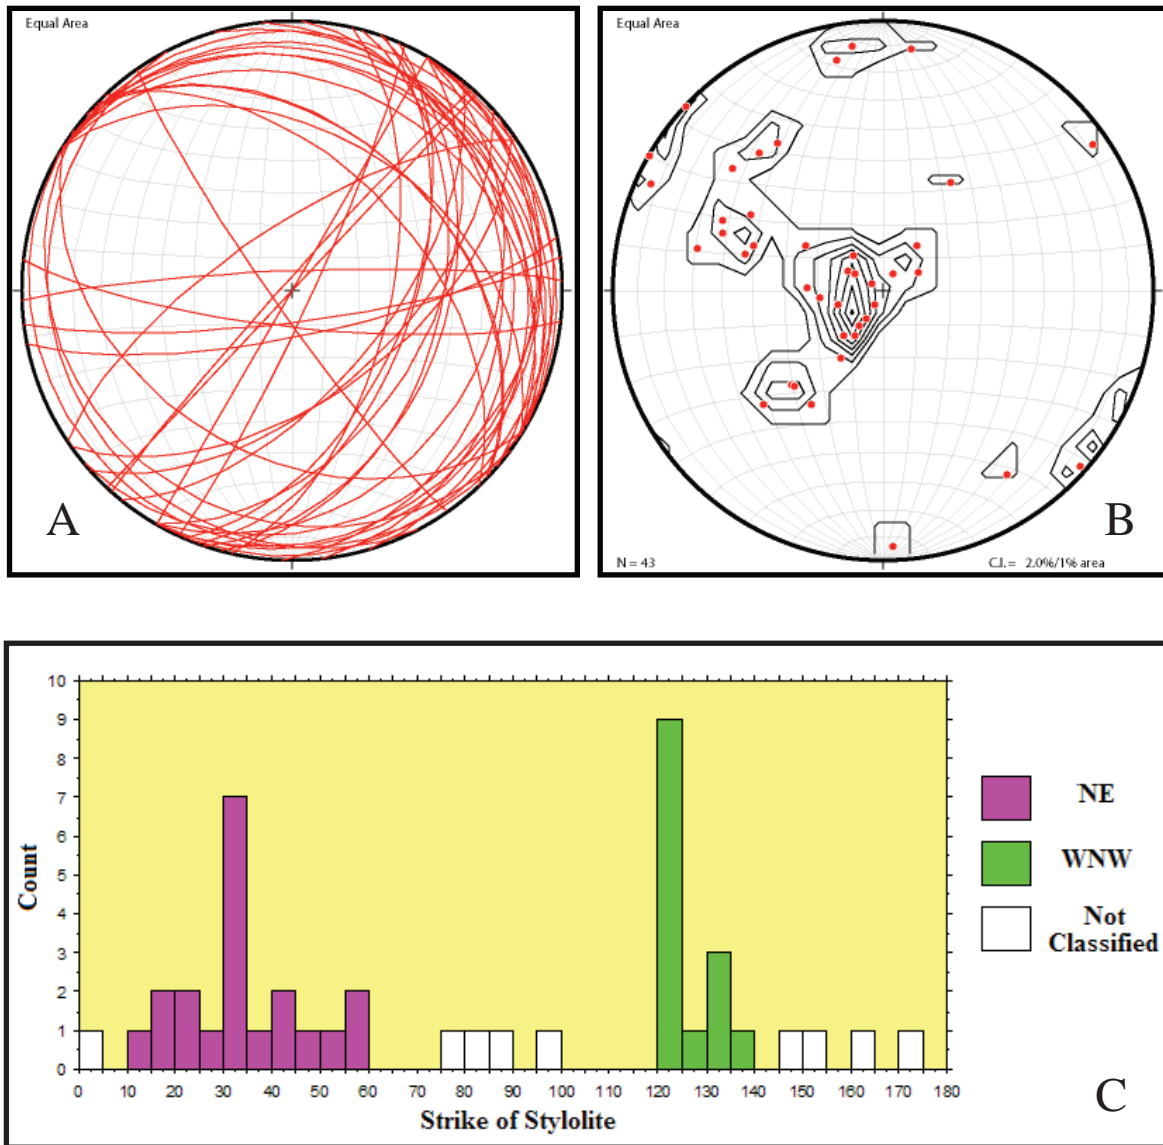 Equal Area
A
Equal Area
B
N = 43
C.I. = 2.0%/1% area
10
9
8
7
6
5
4
3
2
1
0
Count
0 10 20 30 40 50 60 70 80 90 100 110 120 130 140 150 160 170 180
Strike of Stylolite
NE
WNW
Not
Classified
C